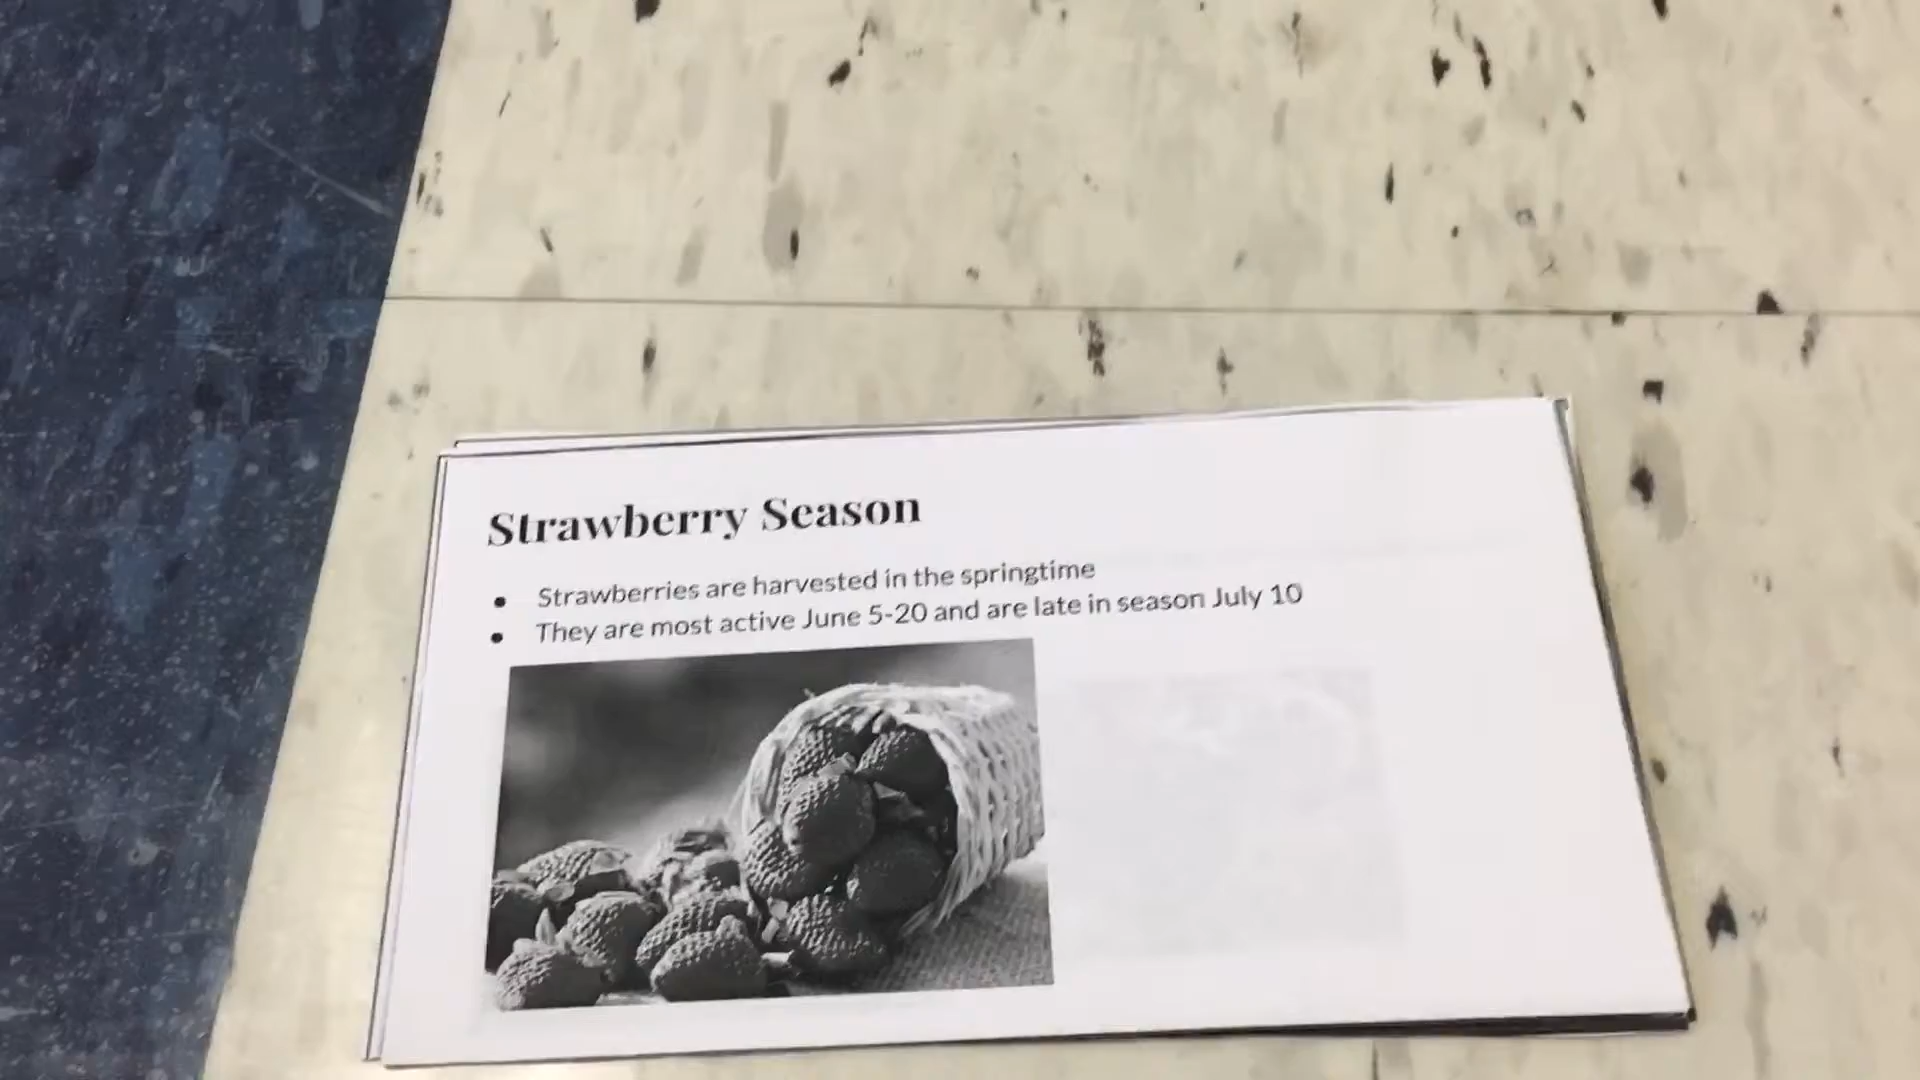 Strawberry Season
• Strawberries are harvested in the springtime
• They are most active June 5-20 and are late in season July 10